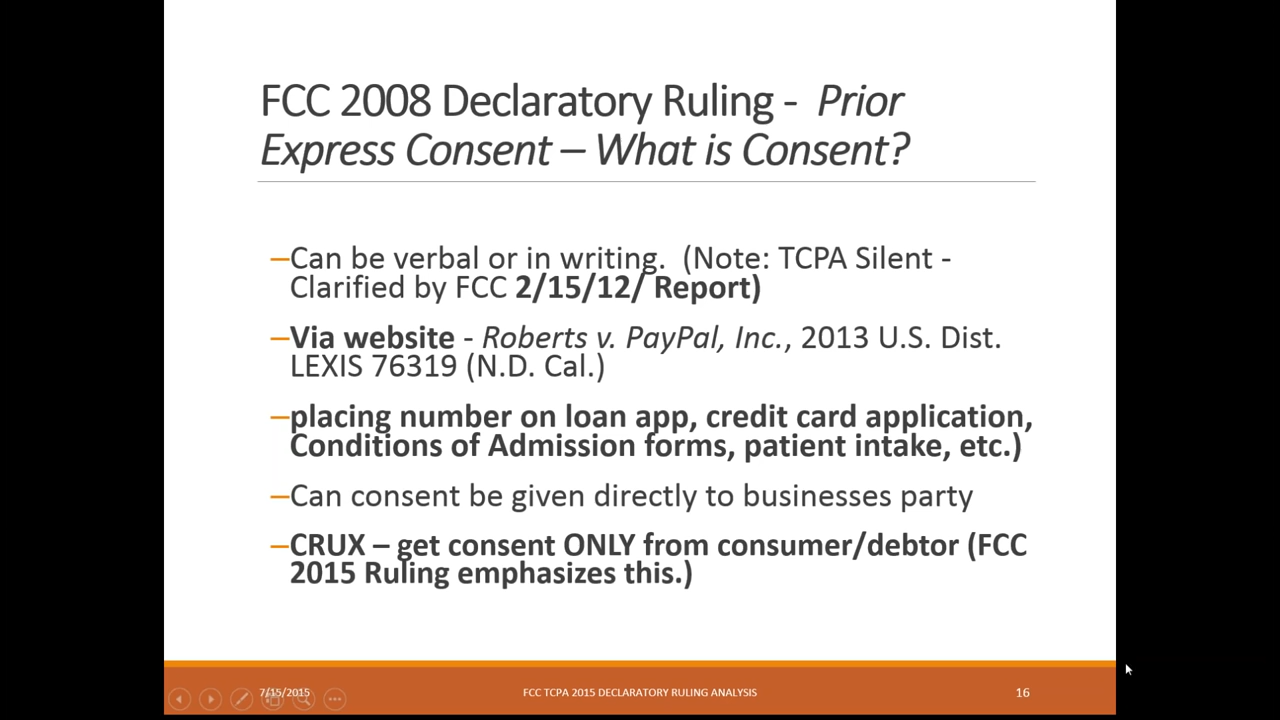 FCC 2008 Declaratory Ruling -  Prior
Express Consent – What is Consent?
–Can be verbal or in writing.  (Note: TCPA Silent -
Clarified by FCC 2/15/12/ Report)
–Via website - Roberts v. PayPal, Inc., 2013 U.S. Dist.
LEXIS 76319 (N.D. Cal.)
–placing number on loan app, credit card application,
Conditions of Admission forms, patient intake, etc.)
–Can consent be given directly to businesses party
–CRUX – get consent ONLY from consumer/debtor (FCC
2015 Ruling emphasizes this.)
7/15/2015
FCC TCPA 2015 DECLARATORY RULING ANALYSIS
16